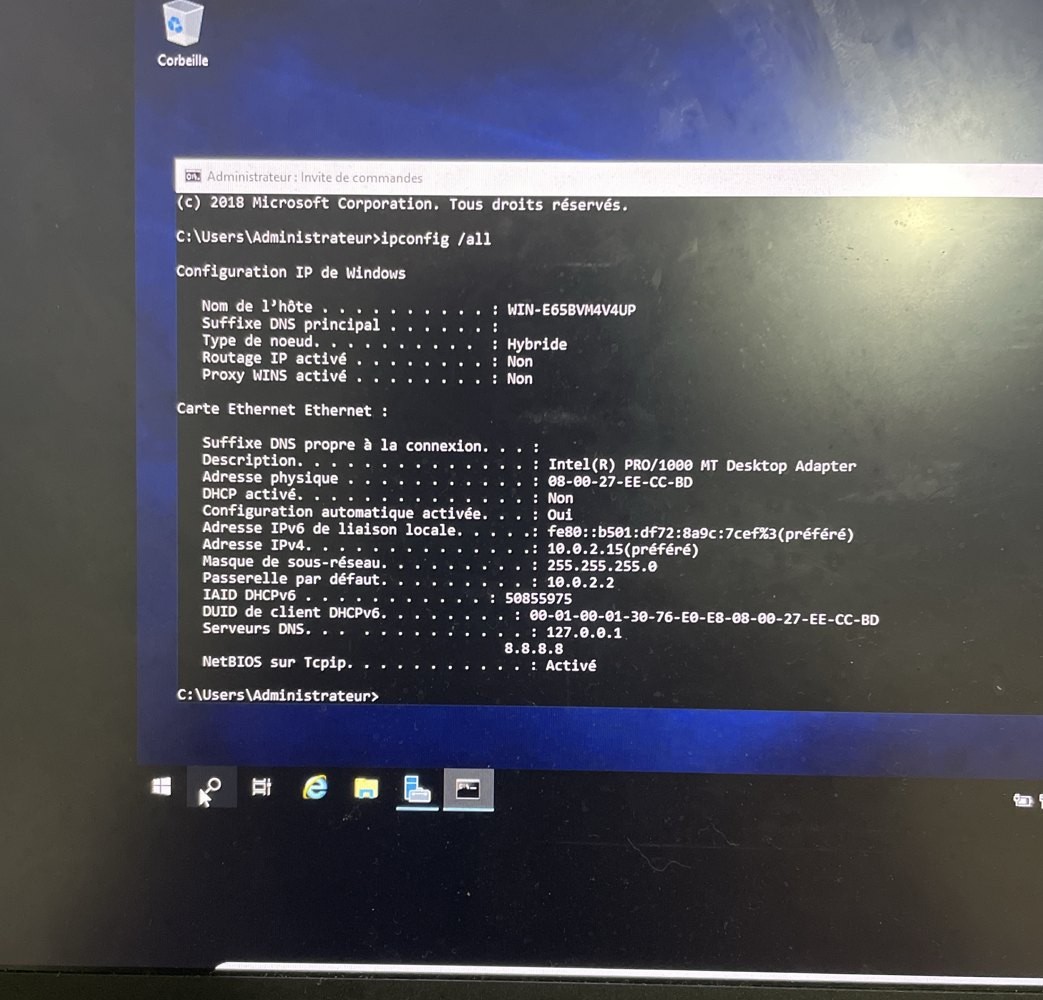 Corbeille
Administrateur : Invite de commandes
(c) 2018 Microsoft Corporation. Tous droits réservés.
C:\Users\Administrateur>ipconfig /all
Configuration IP de Windows
Nom de l'hôte . . . . . . . . . . : WIN-E65BVM4V4UP
Suffixe DNS principal . . . . . . :
Type de noeud. . . . . . . . . . : Hybride
Routage IP activé . . . . . . . . : Non
Proxy WINS activé . . . . . . . . : Non
Carte Ethernet Ethernet :
Suffixe DNS propre à la connexion. . . :
Description. . . . . . . . . . . . . . : Intel(R) PRO/1000 MT Desktop Adapter
Adresse physique . . . . . . . . . . . : 08-00-27-EE-CC-BD
DHCP activé. . . . . . . . . . . . . . : Non
Configuration automatique activée. . . : Oui
Adresse IPv6 de liaison locale. . . . .: fe80::b501:df72:8a9c:7cef%3(préféré)
Adresse IPv4. . . . . . . . . . . . . .: 10.0.2.15(préféré)
Masque de sous-réseau. . . . . . . . . : 255.255.255.0
Passerelle par défaut. . . . . . . . . : 10.0.2.2
IAID DHCPv6 . . . . . . . . . . . : 50855975
DUID de client DHCPv6. . . . . . . . : 00-01-00-01-30-76-E0-E8-08-00-27-EE-CC-BD
Serveurs DNS. . . . . . . . . . . . . : 127.0.0.1
8.8.8.8
NetBIOS sur Tcpip. . . . . . . . . . . : Activé
C:\Users\Administrateur>